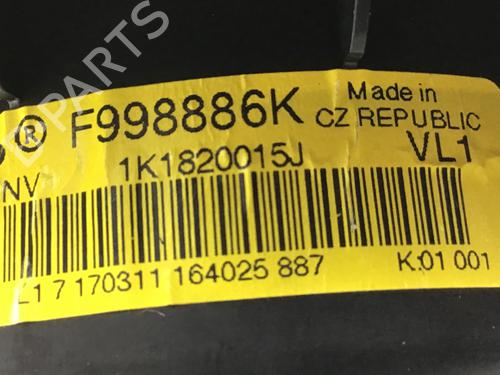 ® F998886K Made in
CZ REPUBLIC
NV 1K1820015J VL1
L1 7 170311 164025 887 K:01 001
PARTS